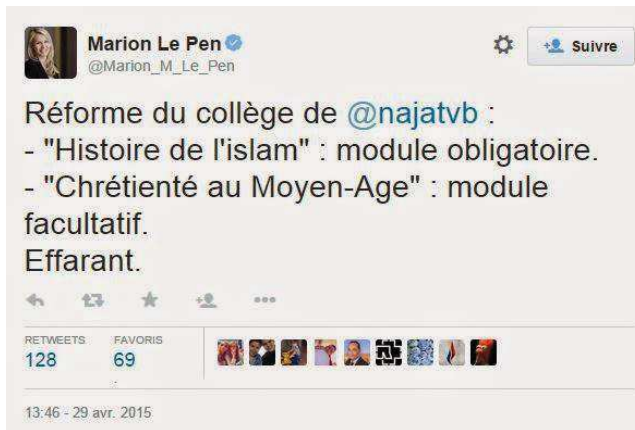 Marion Le Pen
@Marion_M_Le_Pen
Suivre
Réforme du collège de @najatvb :
- "Histoire de l'islam" : module obligatoire.
- "Chrétienté au Moyen-Age" : module
facultatif.
Effarant.
RETWEETS
FAVORIS
128
69
13:46 - 29 avr. 2015